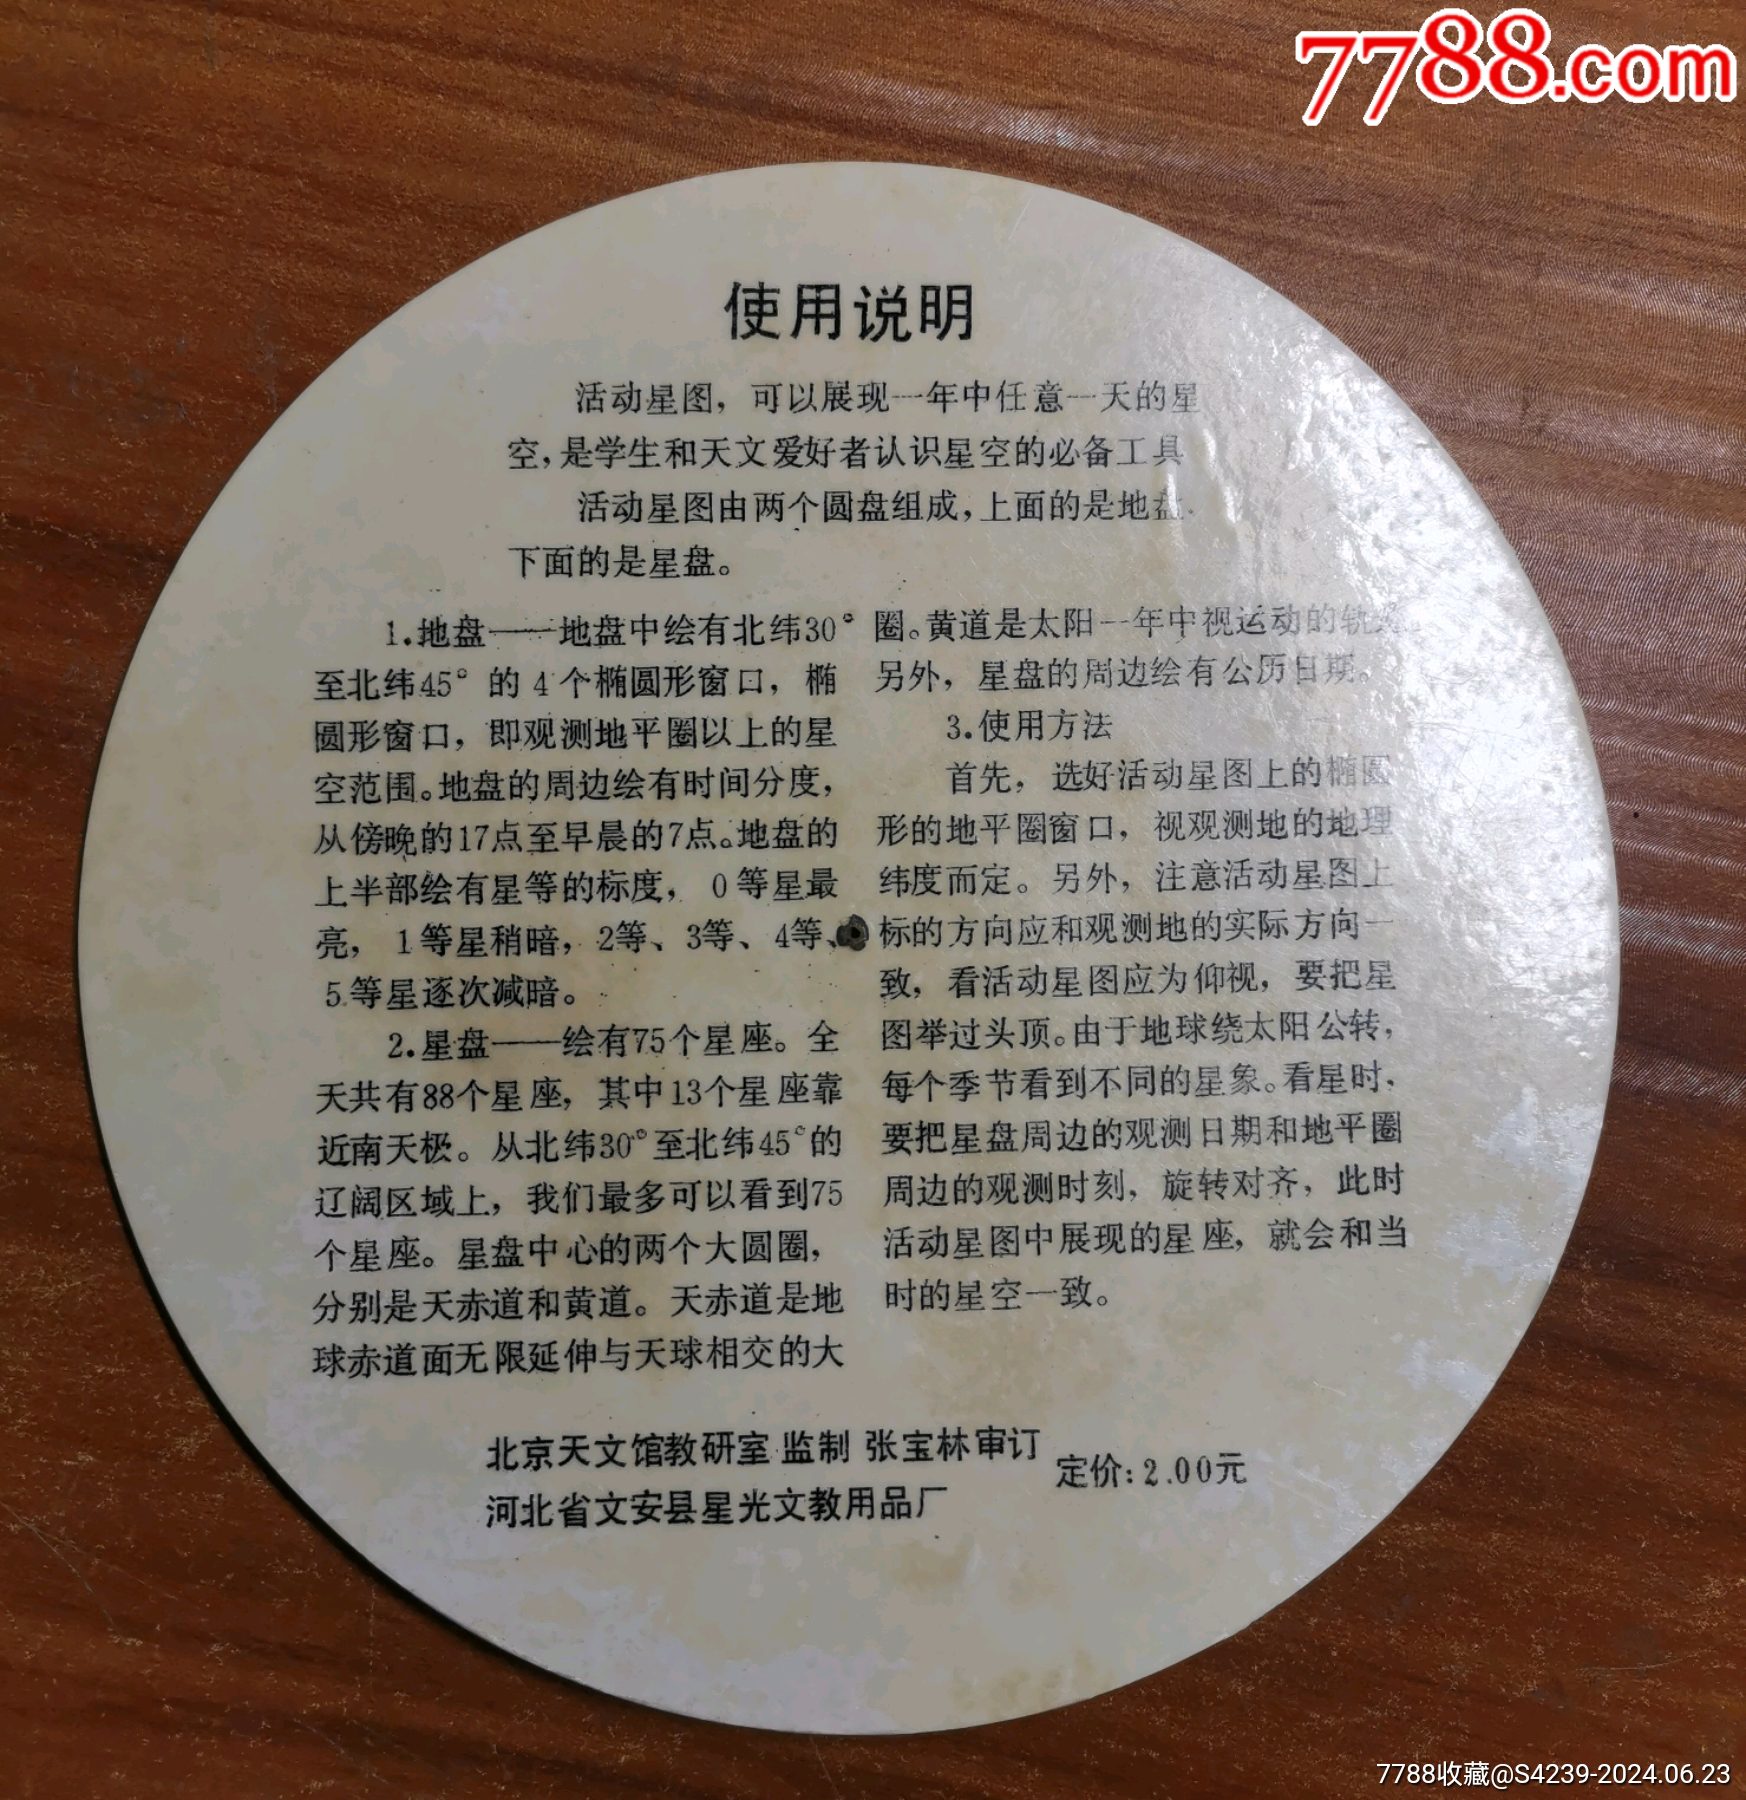 7788.com
使用说明
活动星图，可以展现一年中任意一天的星
空，是学生和天文爱好者认识星空的必备工具
活动星图由两个圆盘组成，上面的是地盘
下面的是星盘。
1.地盘——地盘中绘有北纬30°
至北纬45°的4个椭圆形窗口，椭
圆形窗口，即观测地平圈以上的星
空范围。地盘的周边绘有时间分度，
从傍晚的17点至早晨的7点。地盘的
上半部绘有星等的标度，0等星最
亮，1等星稍暗，2等、3等、4等、
5等星逐次减暗。
2.星盘——绘有75个星座。全
天共有88个星座，其中13个星座靠
近南天极。从北纬30°至北纬45°的
辽阔区域上，我们最多可以看到75
个星座。星盘中心的两个大圆圈，
分别是天赤道和黄道。天赤道是地
球赤道面无限延伸与天球相交的大
圈。黄道是太阳一年中视运动的轨
另外，星盘的周边绘有公历日期。
3.使用方法
首先，选好活动星图上的椭圆
形的地平圈窗口，视观测地的地理
纬度而定。另外，注意活动星图上
标的方向应和观测地的实际方向一
致，看活动星图应为仰视，要把星
图举过头顶。由于地球绕太阳公转，
每个季节看到不同的星象。看星时，
要把星盘周边的观测日期和地平圈
周边的观测时刻，旋转对齐，此时
活动星图中展现的星座，就会和当
时的星空一致。
北京天文馆教研室 监制 张宝林审订
河北省文安县星光文教用品厂
定价：2.00元
7788收藏@S4239-2024.06.23